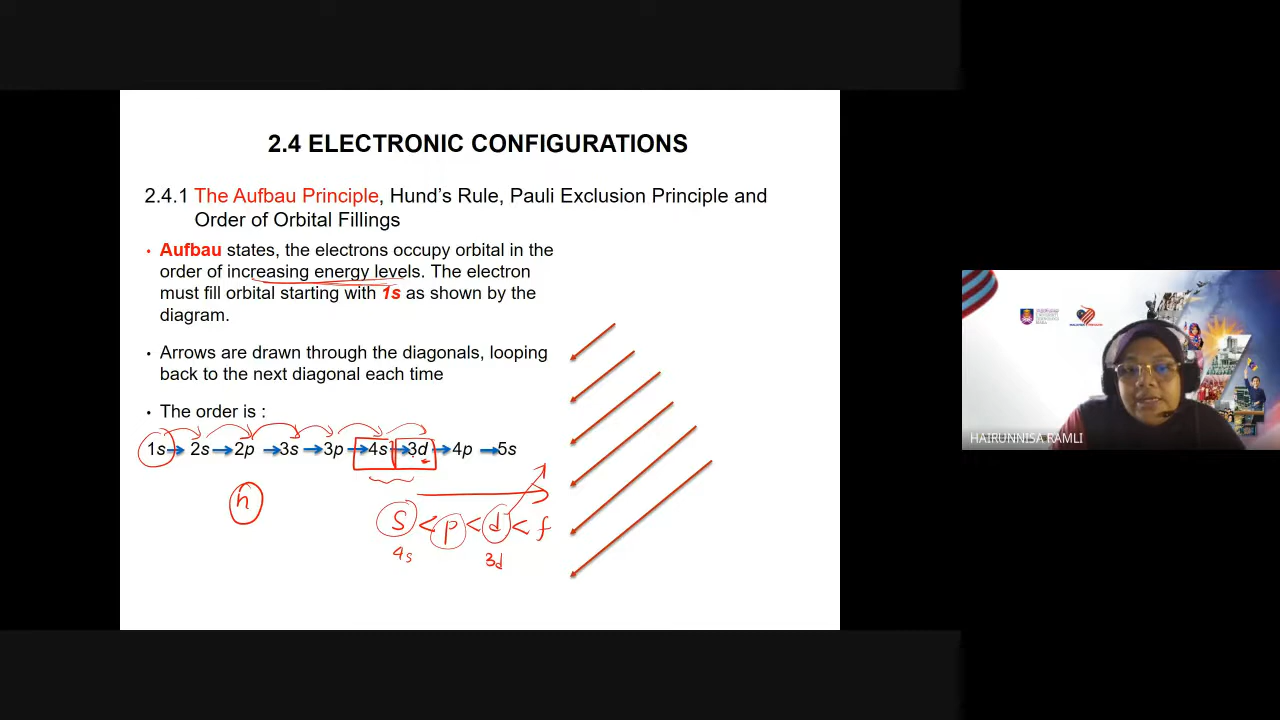 2.4 ELECTRONIC CONFIGURATIONS
2.4.1 The Aufbau Principle, Hund's Rule, Pauli Exclusion Principle and
Order of Orbital Fillings
• Aufbau states, the electrons occupy orbital in the
order of increasing energy levels. The electron
must fill orbital starting with 1s as shown by the
diagram.
• Arrows are drawn through the diagonals, looping
back to the next diagonal each time
• The order is :
1s → 2s → 2p → 3s → 3p → 4s → 3d → 4p → 5s
n
s < p < d < f
4s 3d
HAIRUNNISA RAMLI